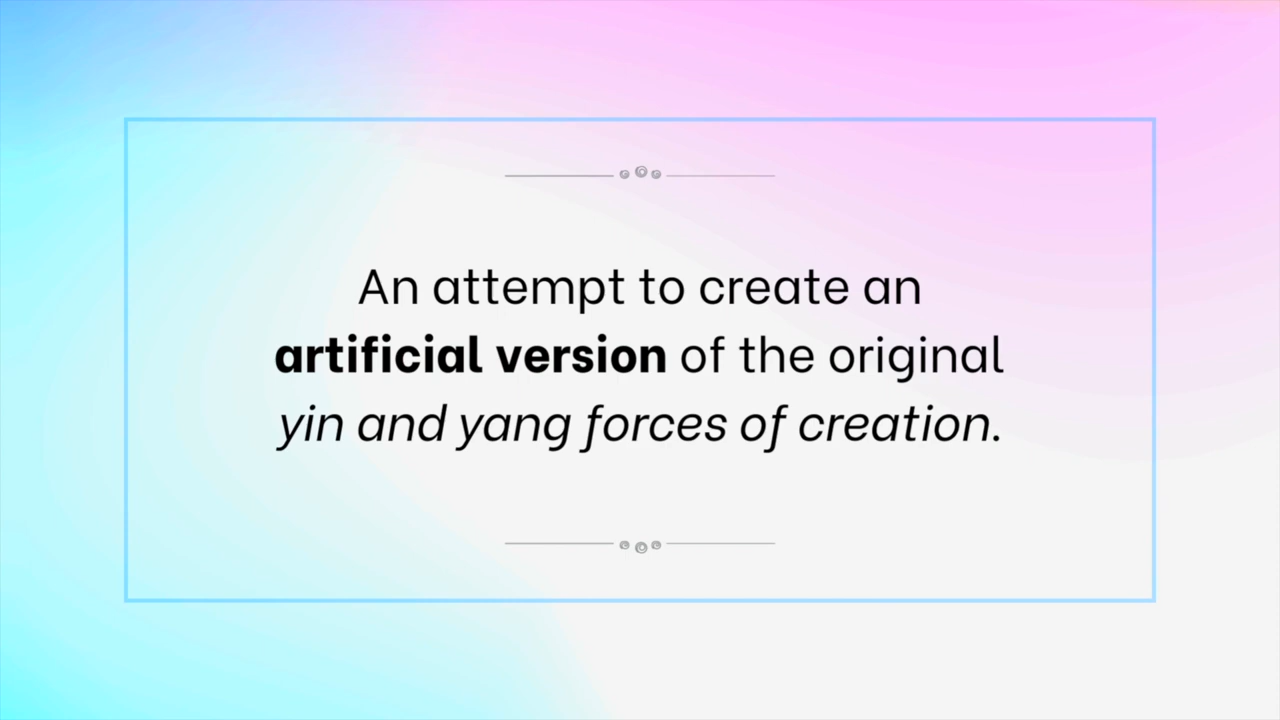 An attempt to create an
artificial version of the original
yin and yang forces of creation.